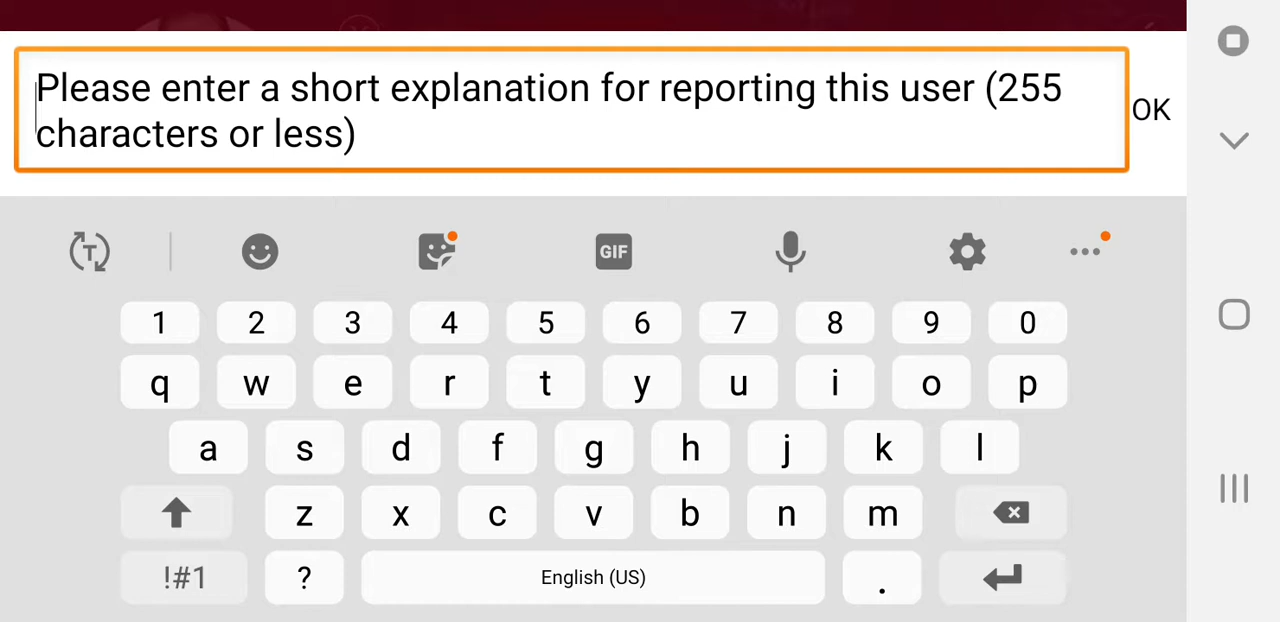 Please enter a short explanation for reporting this user (255
characters or less)
OK
T
GIF
1 2 3 4 5 6 7 8 9 0
q w e r t y u i o p
a s d f g h j k l
z x c v b n m
!#1 ? English (US) .